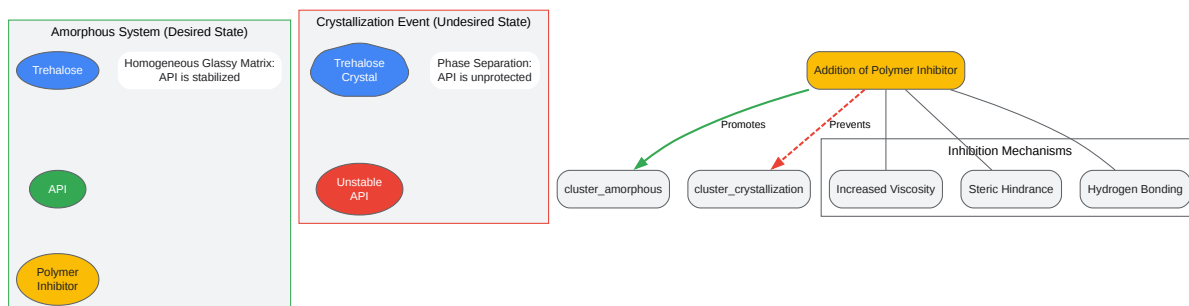 Amorphous System (Desired State)
Trehalose
Homogeneous Glassy Matrix:
API is stabilized
API
Polymer
Inhibitor
Crystallization Event (Undesired State)
Trehalose
Crystal
Phase Separation:
API is unprotected
Unstable
API
Addition of Polymer Inhibitor
Promotes
Prevents
Inhibition Mechanisms
cluster_amorphous
cluster_crystallization
Increased Viscosity
Steric Hindrance
Hydrogen Bonding